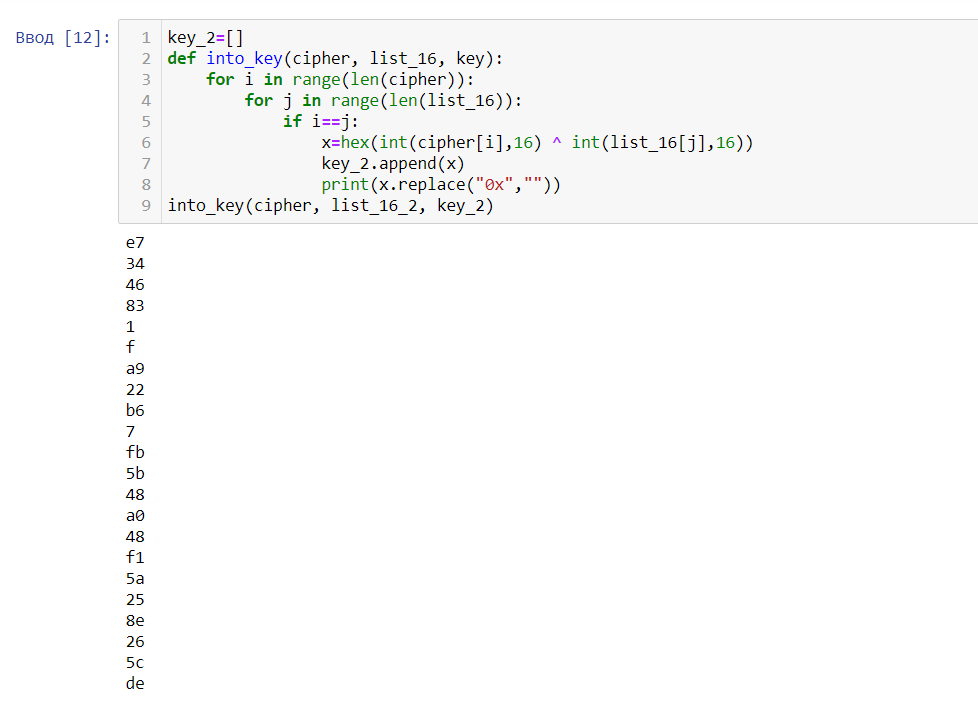 Ввод [12]:
1 key_2=[]
2 def into_key(cipher, list_16, key):
3     for i in range(len(cipher)):
4         for j in range(len(list_16)):
5             if i==j:
6                 x=hex(int(cipher[i],16) ^ int(list_16[j],16))
7                 key_2.append(x)
8                 print(x.replace("0x",""))
9 into_key(cipher, list_16_2, key_2)
e7
34
46
83
1
f
a9
22
b6
7
fb
5b
48
a0
48
f1
5a
25
8e
26
5c
de